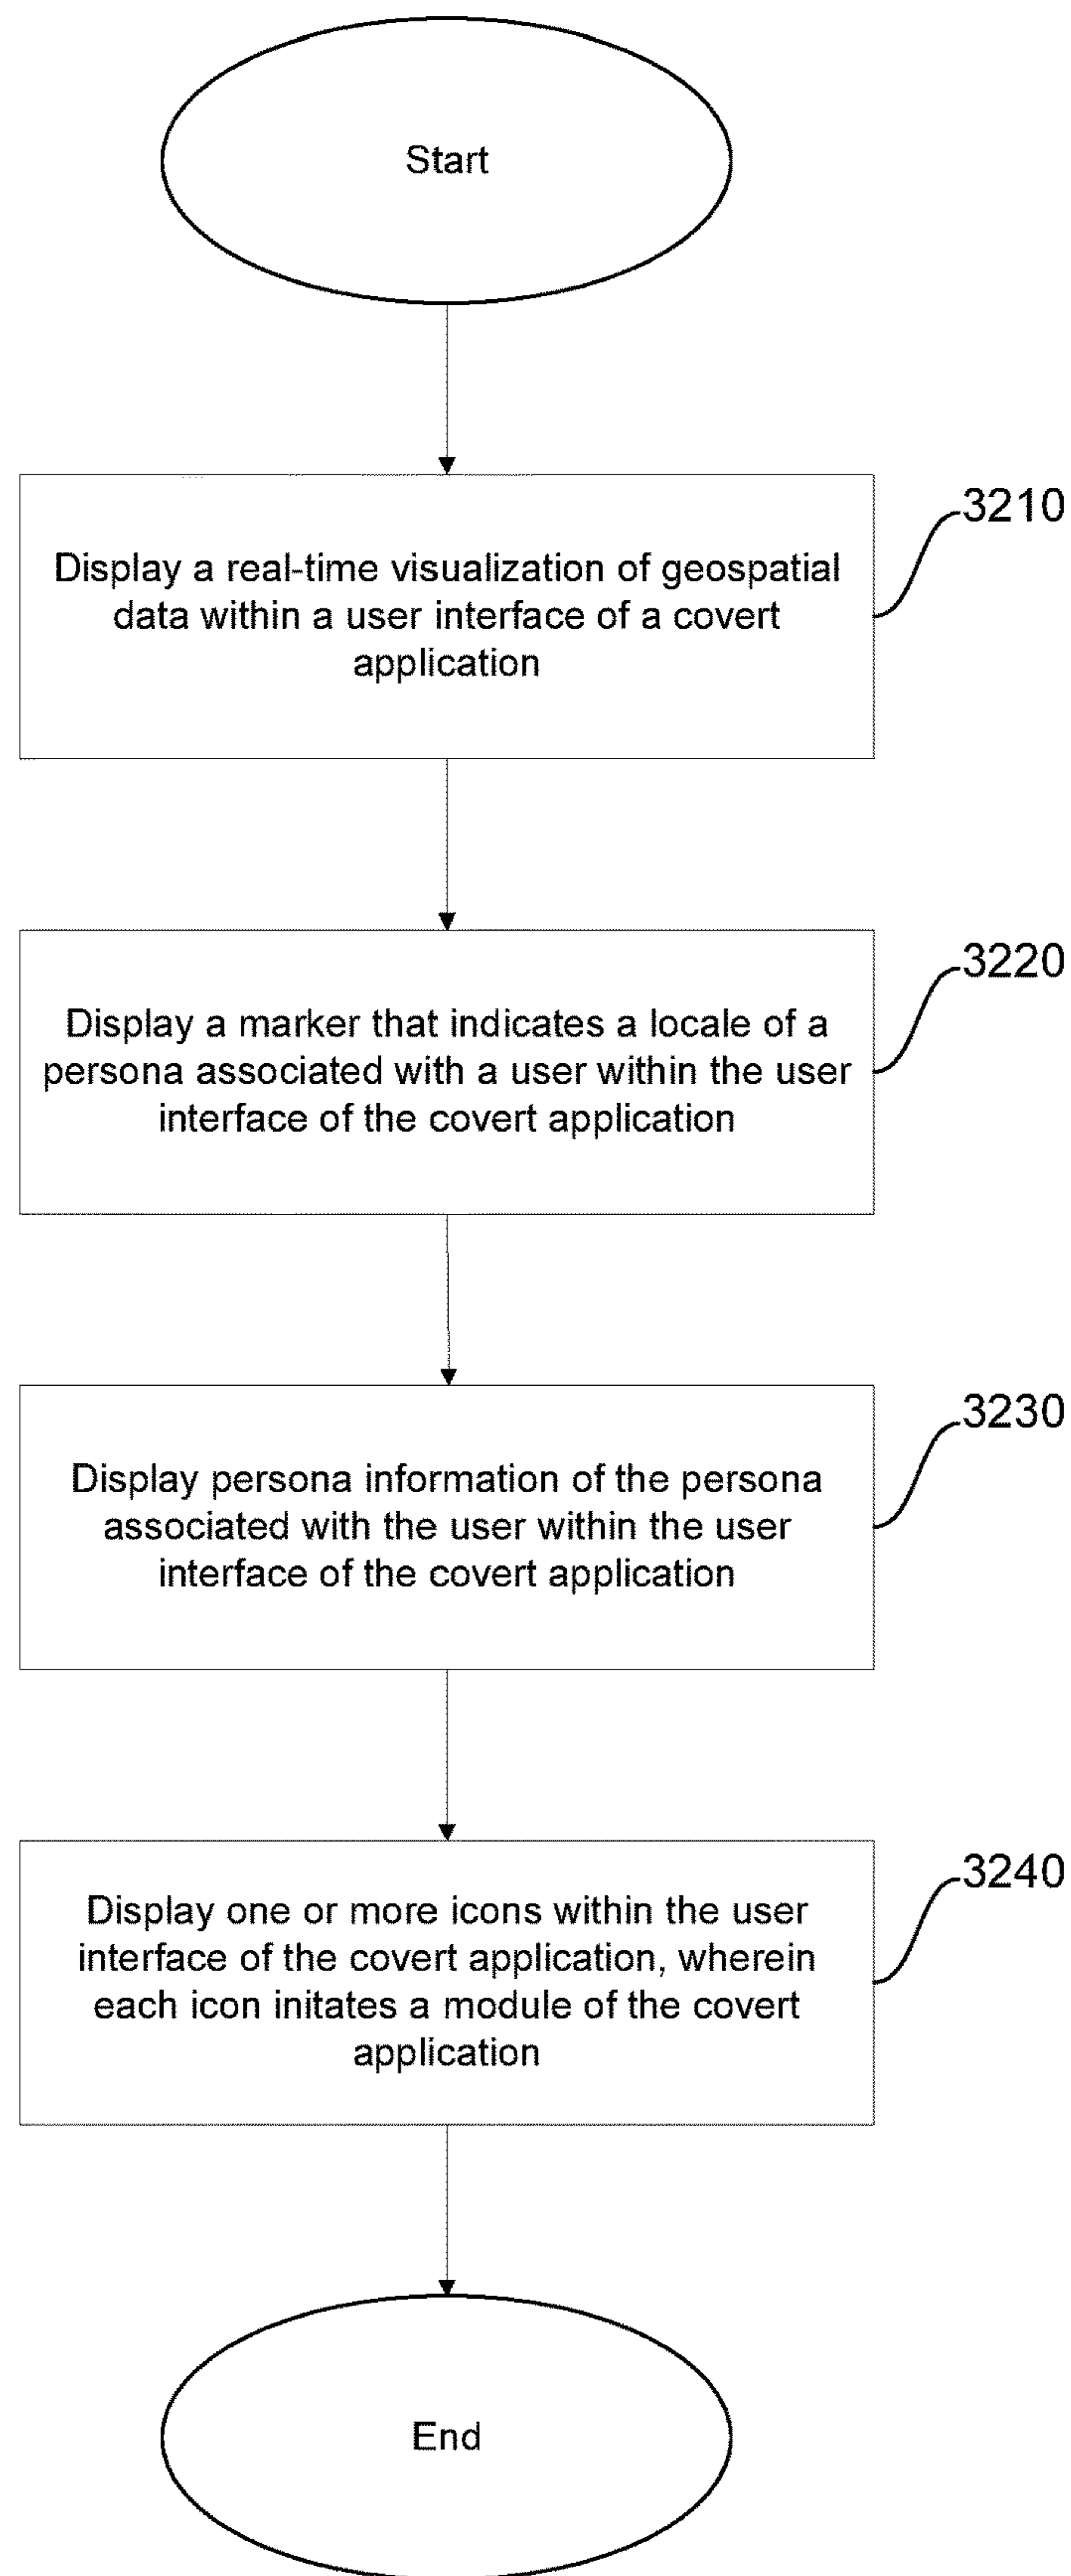 Start
Display a real-time visualization of geospatial
data within a user interface of a covert
application
3210
Display a marker that indicates a locale of a
persona associated with a user within the user
interface of the covert application
3220
Display persona information of the persona
associated with the user within the user
interface of the covert application
3230
Display one or more icons within the user
interface of the covert application, wherein
each icon initates a module of the covert
application
3240
End